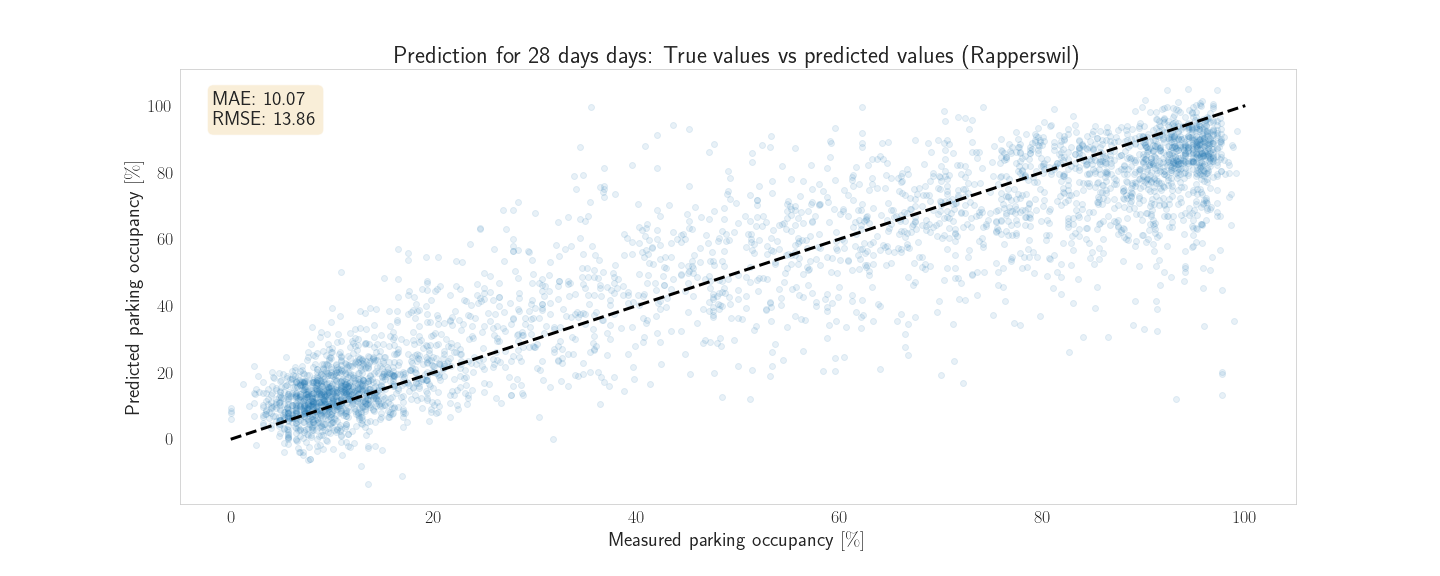 Prediction for 28 days days: True values vs predicted values (Rapperswil)
MAE: 10.07
RMSE: 13.86
Predicted parking occupancy [%]
100
80
60
40
20
0
0 20 40 60 80 100
Measured parking occupancy [%]